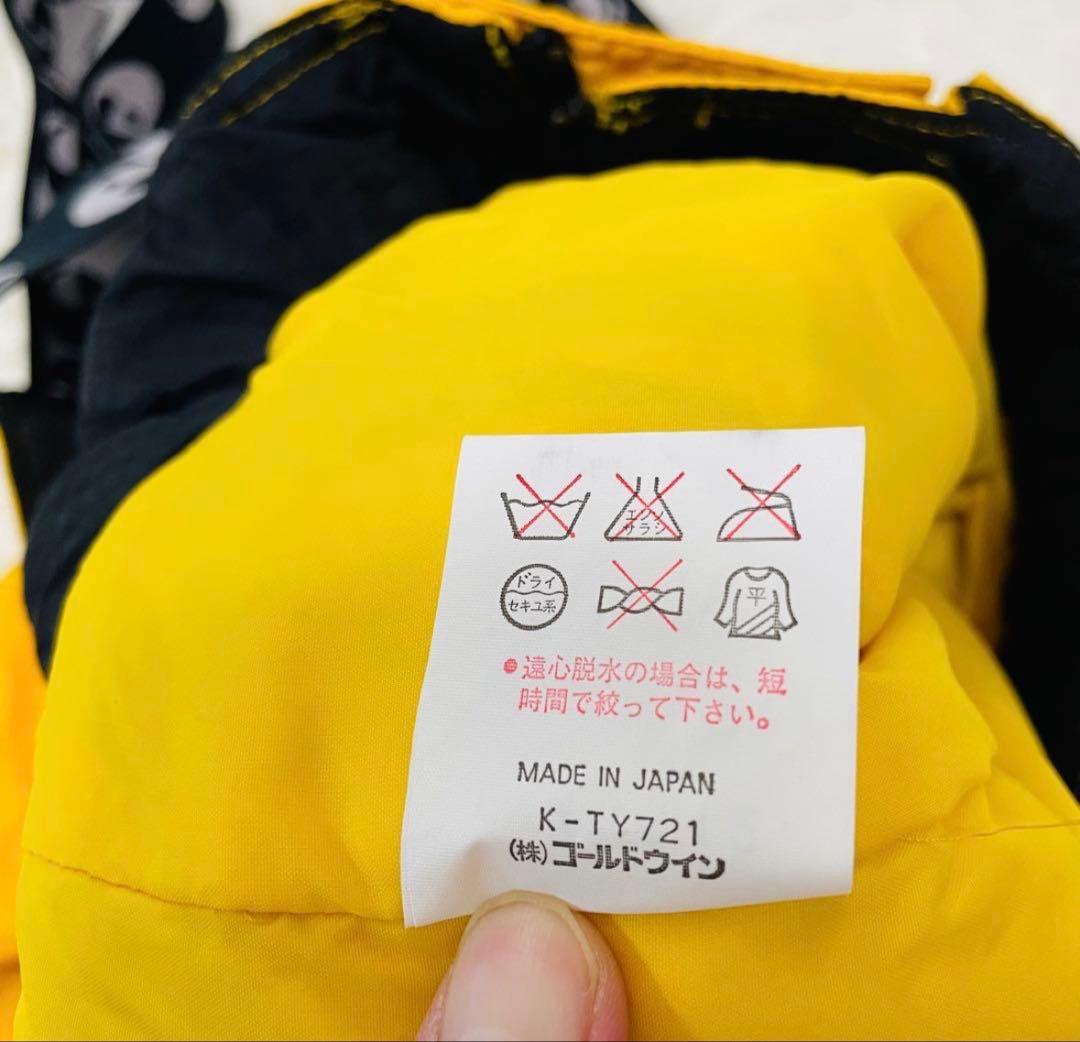 エンソ
サラシ
ドライ
セキユ系
平
●遠心脱水の場合は、短
時間で絞って下さい。
MADE IN JAPAN
K-TY721
(株)ゴールドウイン